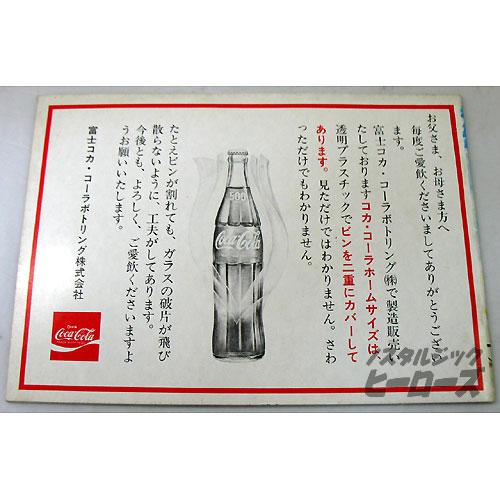 お父さま、お母さま方へ
毎度ご愛飲くださいましてありがとうござい
ます。
富士コカ・コーラボトリング㈱で製造販売い
たしておりますコカ・コーラホームサイズは
透明プラスチックでビンを二重にカバーして
あります。見ただけではわかりません。さわ
っただけでもわかりません。
500
Coca-Cola
たとえビンが割れても、ガラスの破片が飛び
散らないように、工夫がしてあります。
今後とも、よろしく、ご愛飲くださいますよ
うお願いいたします。
富士コカ・コーラボトリング株式会社
Drink
Coca-Cola
ノスタルジック
ヒーローズ